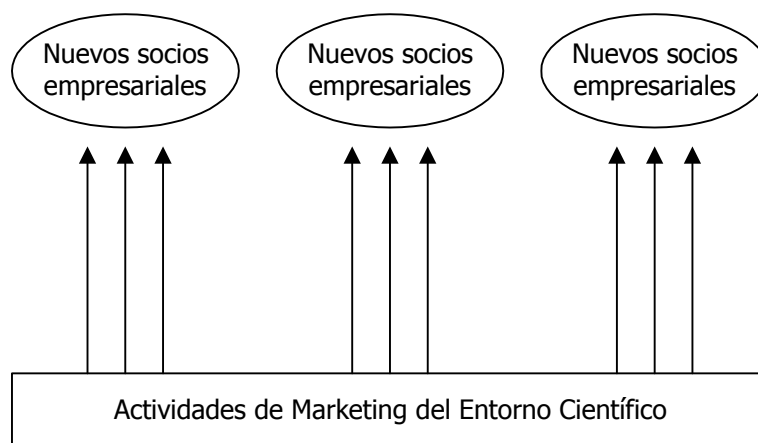 Nuevos socios
empresariales
Nuevos socios
empresariales
Nuevos socios
empresariales
Actividades de Marketing del Entorno Científico